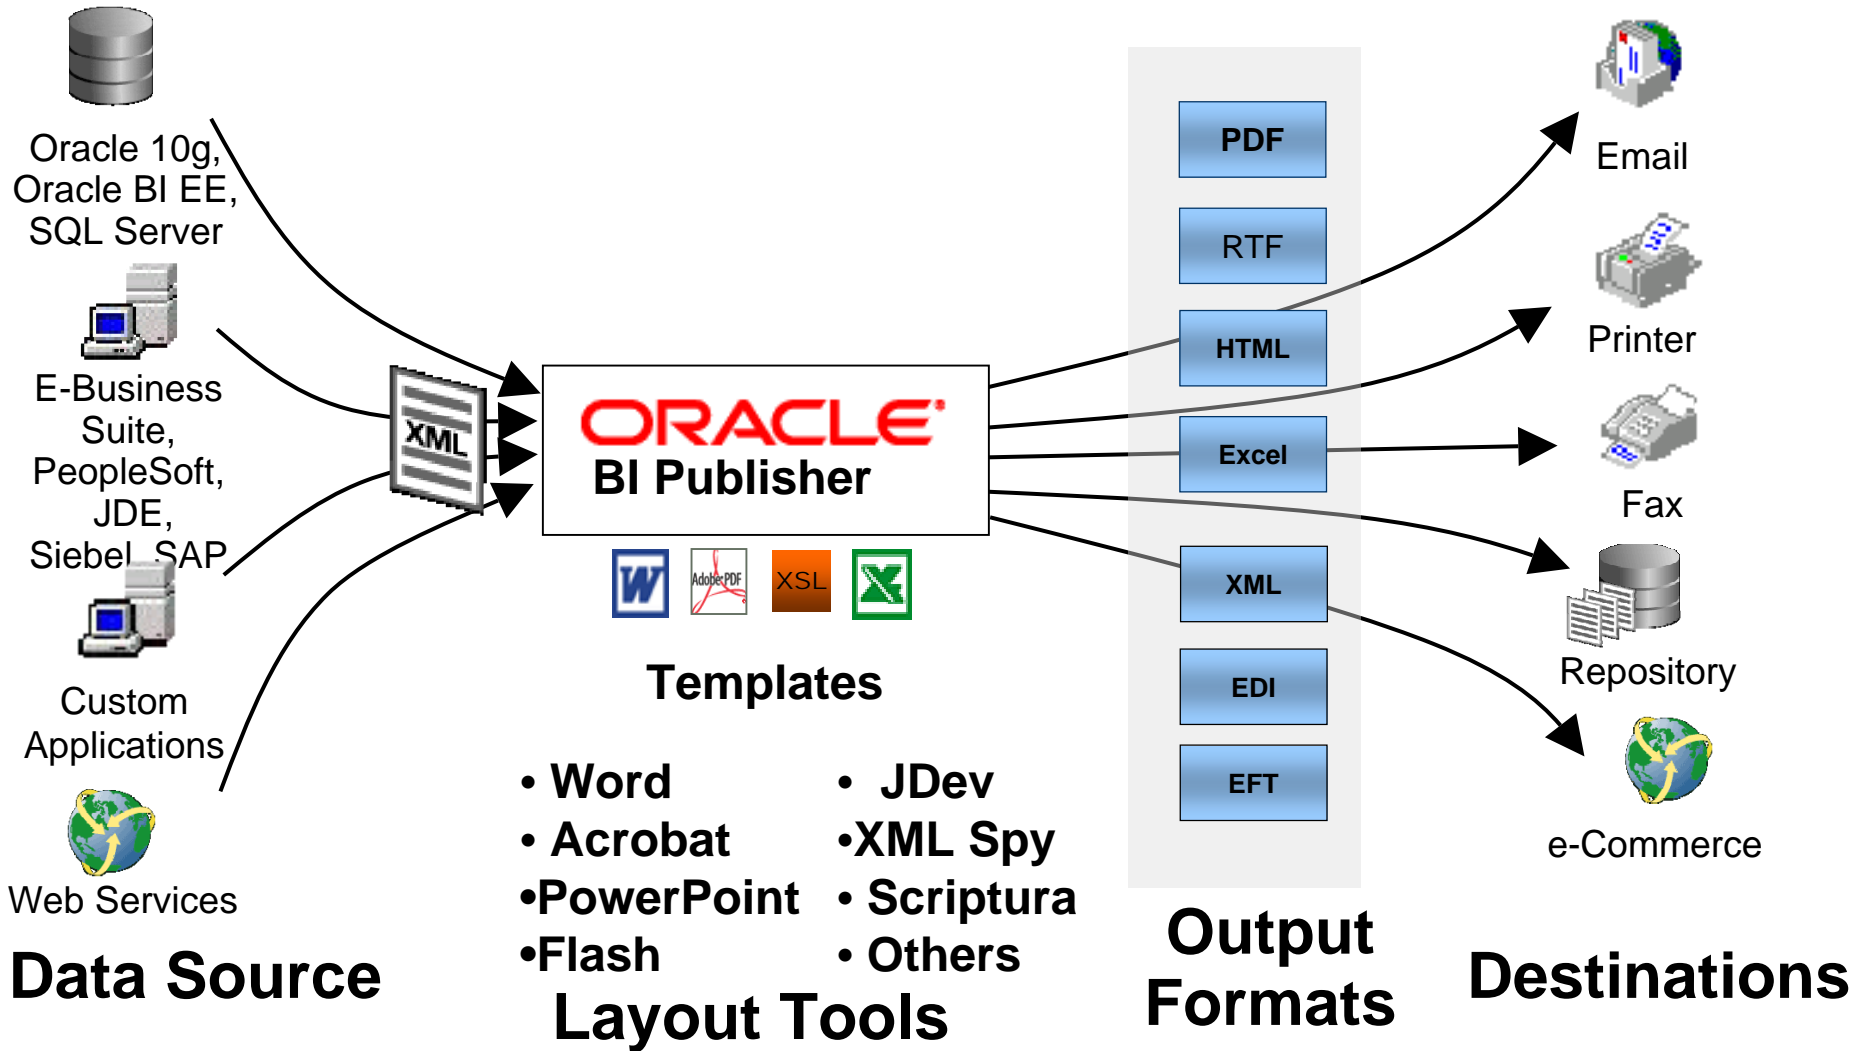 Oracle 10g,
Oracle BI EE,
SQL Server
E-Business
Suite,
PeopleSoft,
JDE,
Siebel, SAP
Custom
Applications
Web Services
Data Source
XML
ORACLE
BI Publisher
W
Adobe PDF
XSL
X
Templates
• Word
• Acrobat
•PowerPoint
•Flash
• JDev
•XML Spy
• Scriptura
• Others
Layout Tools
PDF
RTF
HTML
Excel
XML
EDI
EFT
Output
Formats
Email
Printer
Fax
Repository
e-Commerce
Destinations